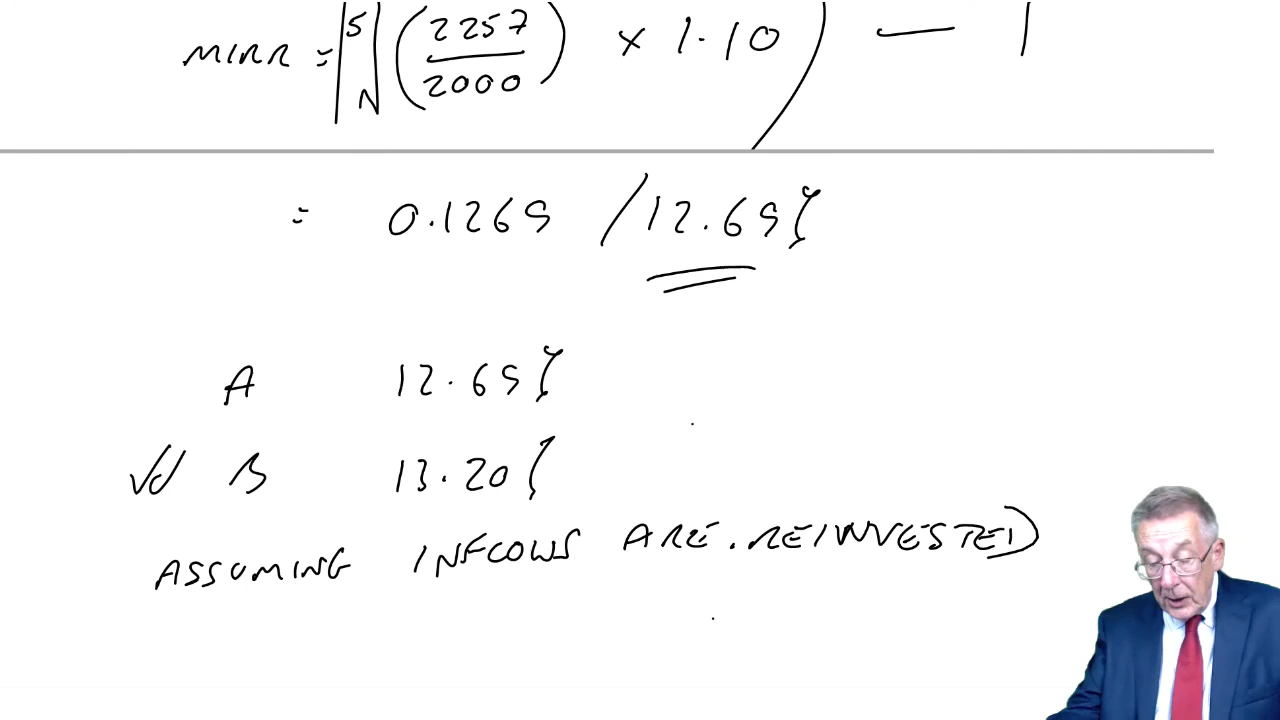 MIRR = 5√(2257/2000) × 1.10) − 1
= 0.1269 / 12.69%
A 12.69%
✓✓ B 13.20%
ASSUMING INFLOWS ARE REINVESTED